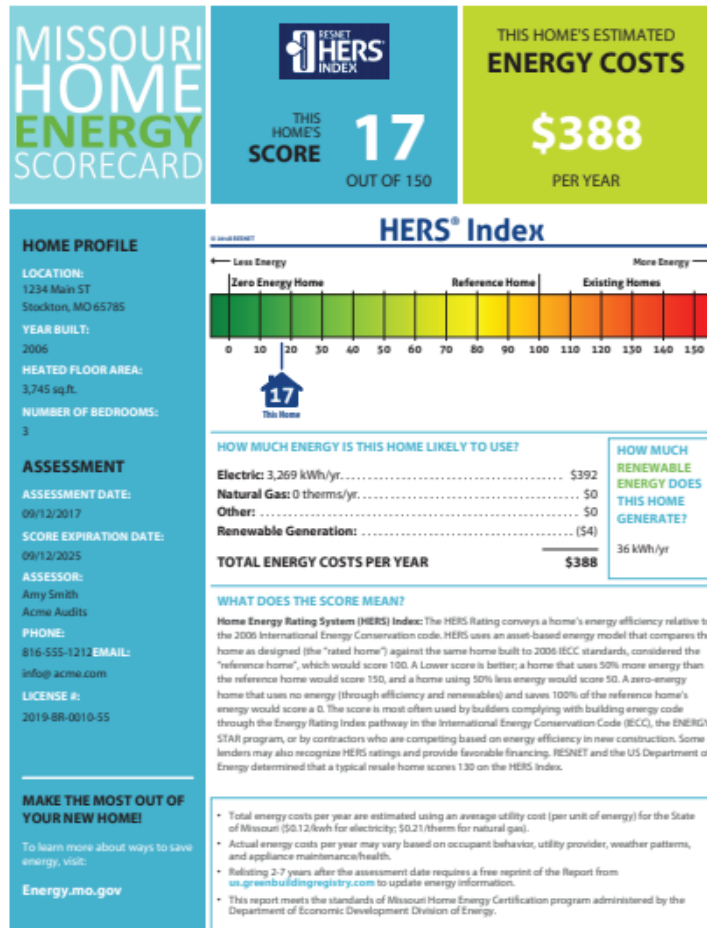 MISSOURI
HOME
ENERGY
SCORECARD
RESNET
HERS®
INDEX
THIS
HOME'S
SCORE
17
OUT OF 150
THIS HOME'S ESTIMATED
ENERGY COSTS
$388
PER YEAR
HOME PROFILE
LOCATION:
1234 Main ST
Stockton, MO 65785
YEAR BUILT:
2006
HEATED FLOOR AREA:
3,745 sq.ft.
NUMBER OF BEDROOMS:
3
ASSESSMENT
ASSESSMENT DATE:
09/12/2017
SCORE EXPIRATION DATE:
09/12/2025
ASSESSOR:
Amy Smith
Acme Audits
PHONE:
816-555-1212EMAIL:
info@ acme.com
LICENSE #:
2019-BR-0010-55
MAKE THE MOST OUT OF
YOUR NEW HOME!
To learn more about ways to save
energy, visit:
Energy.mo.gov
RESNET
HERS® Index
Less Energy
More Energy
Zero Energy Home
Reference Home
Existing Homes
0 10 20 30 40 50 60 70 80 90 100 110 120 130 140 150
17
This Home
HOW MUCH ENERGY IS THIS HOME LIKELY TO USE?
Electric: 3,269 kWh/yr. $392
Natural Gas: 0 therms/yr. $0
Other: $0
Renewable Generation: ($4)
TOTAL ENERGY COSTS PER YEAR $388
HOW MUCH
RENEWABLE
ENERGY DOES
THIS HOME
GENERATE?
36 kWh/yr
WHAT DOES THE SCORE MEAN?
Home Energy Rating System (HERS) Index: The HERS Rating conveys a home's energy efficiency relative to
the 2006 International Energy Conservation code. HERS uses an asset-based energy model that compares th
home as designed (the "rated home") against the same home built to 2006 IECC standards, considered the
"reference home", which would score 100. A Lower score is better; a home that uses 50% more energy than
the reference home would score 150, and a home using 50% less energy would score 50. A zero-energy
home that uses no energy (through efficiency and renewables) and saves 100% of the reference home's
energy would score a 0. The score is most often used by builders complying with building energy code
through the Energy Rating Index pathway in the International Energy Conservation Code (IECC), the ENERGY
STAR program, or by contractors who are competing based on energy efficiency in new construction. Some
lenders may also recognize HERS ratings and provide favorable financing. RESNET and the US Department o
Energy determined that a typical resale home scores 130 on the HERS Index.
• Total energy costs per year are estimated using an average utility cost (per unit of energy) for the State
of Missouri ($0.12/kwh for electricity; $0.21/therm for natural gas).
• Actual energy costs per year may vary based on occupant behavior, utility provider, weather patterns,
and appliance maintenance/health.
• Relisting 2-7 years after the assessment date requires a free reprint of the Report from
us.greenbuildingregistry.com to update energy information.
• This report meets the standards of Missouri Home Energy Certification program administered by the
Department of Economic Development Division of Energy.